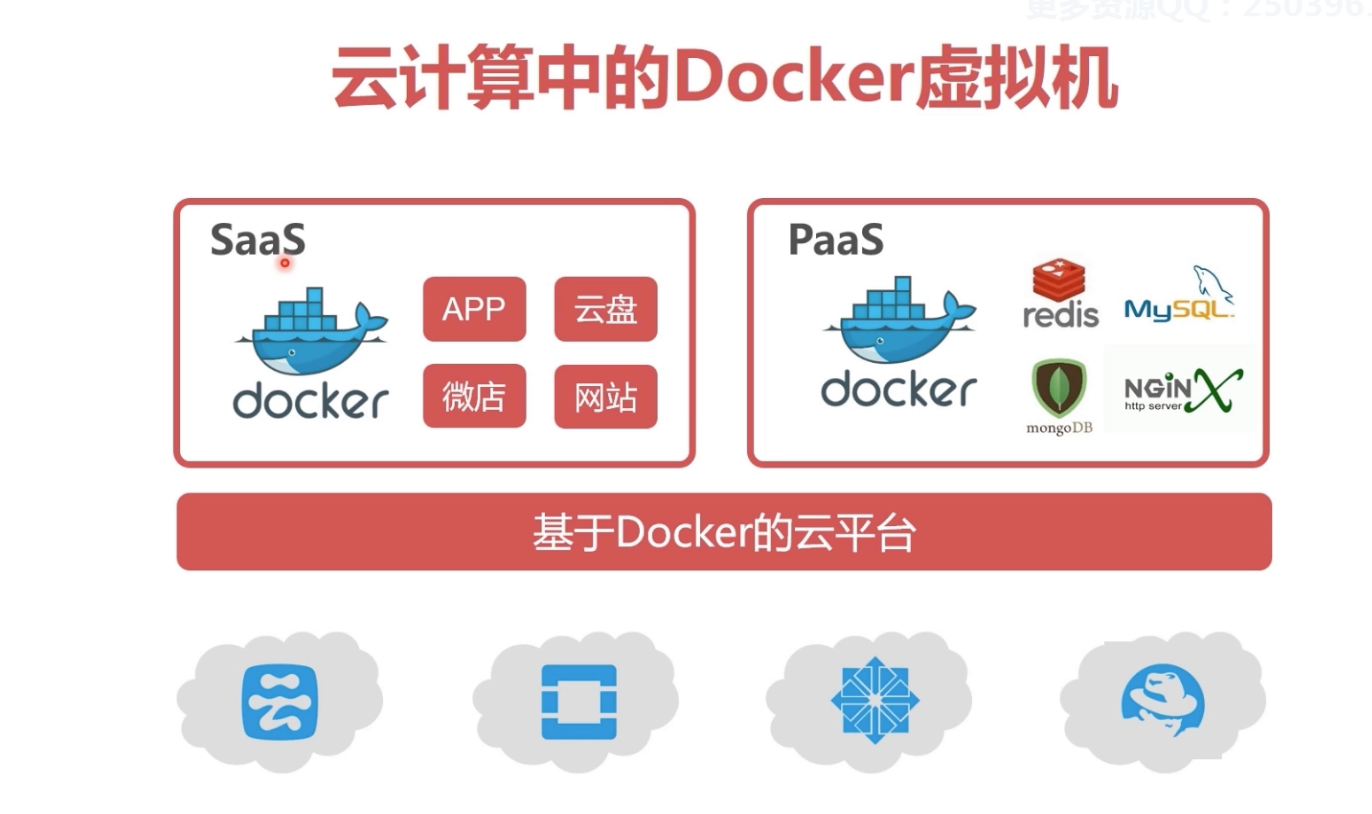 更多资源QQ：250396
云计算中的Docker虚拟机
SaaS
docker
APP
云盘
微店
网站
PaaS
docker
redis
MySQL
mongoDB
NGiNX
http server
基于Docker的云平台